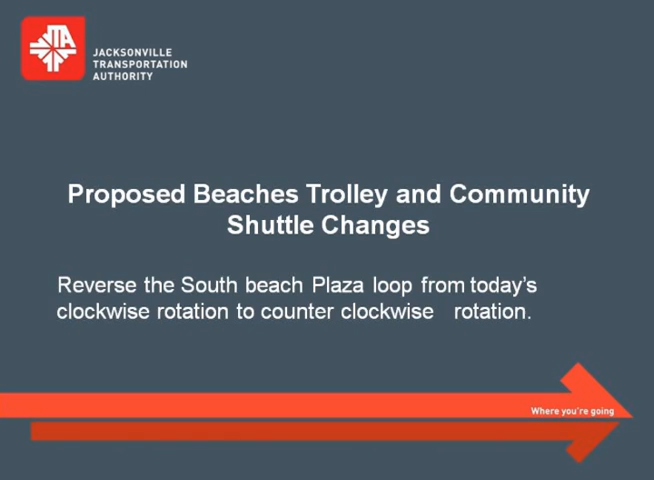 JTA
JACKSONVILLE
TRANSPORTATION
AUTHORITY
Proposed Beaches Trolley and Community
Shuttle Changes
Reverse the South beach Plaza loop from today's
clockwise rotation to counter clockwise rotation.
Where you're going